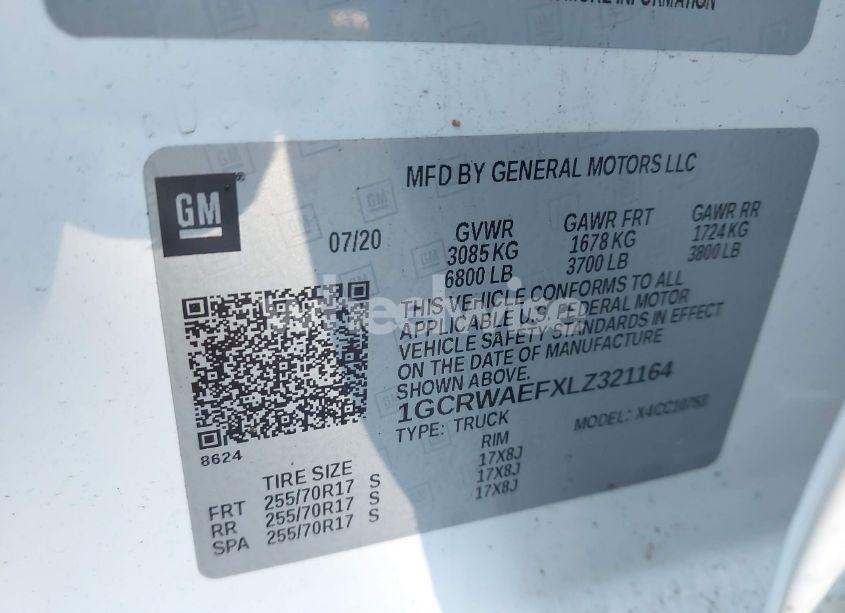 MORE INFORMATION
GM
MFD BY GENERAL MOTORS LLC
07/20
GVWR GAWR FRT GAWR RR
3085 KG 1678 KG 1724 KG
6800 LB 3700 LB 3800 LB
THIS VEHICLE CONFORMS TO ALL
APPLICABLE U.S. FEDERAL MOTOR
VEHICLE SAFETY STANDARDS IN EFFECT
ON THE DATE OF MANUFACTURE
SHOWN ABOVE.
1GCRWAEFXLZ321164
TYPE: TRUCK MODEL:
8624
TIRE SIZE RIM
FRT 255/70R17 S 17X8J
RR 255/70R17 S 17X8J
SPA 255/70R17 S 17X8J